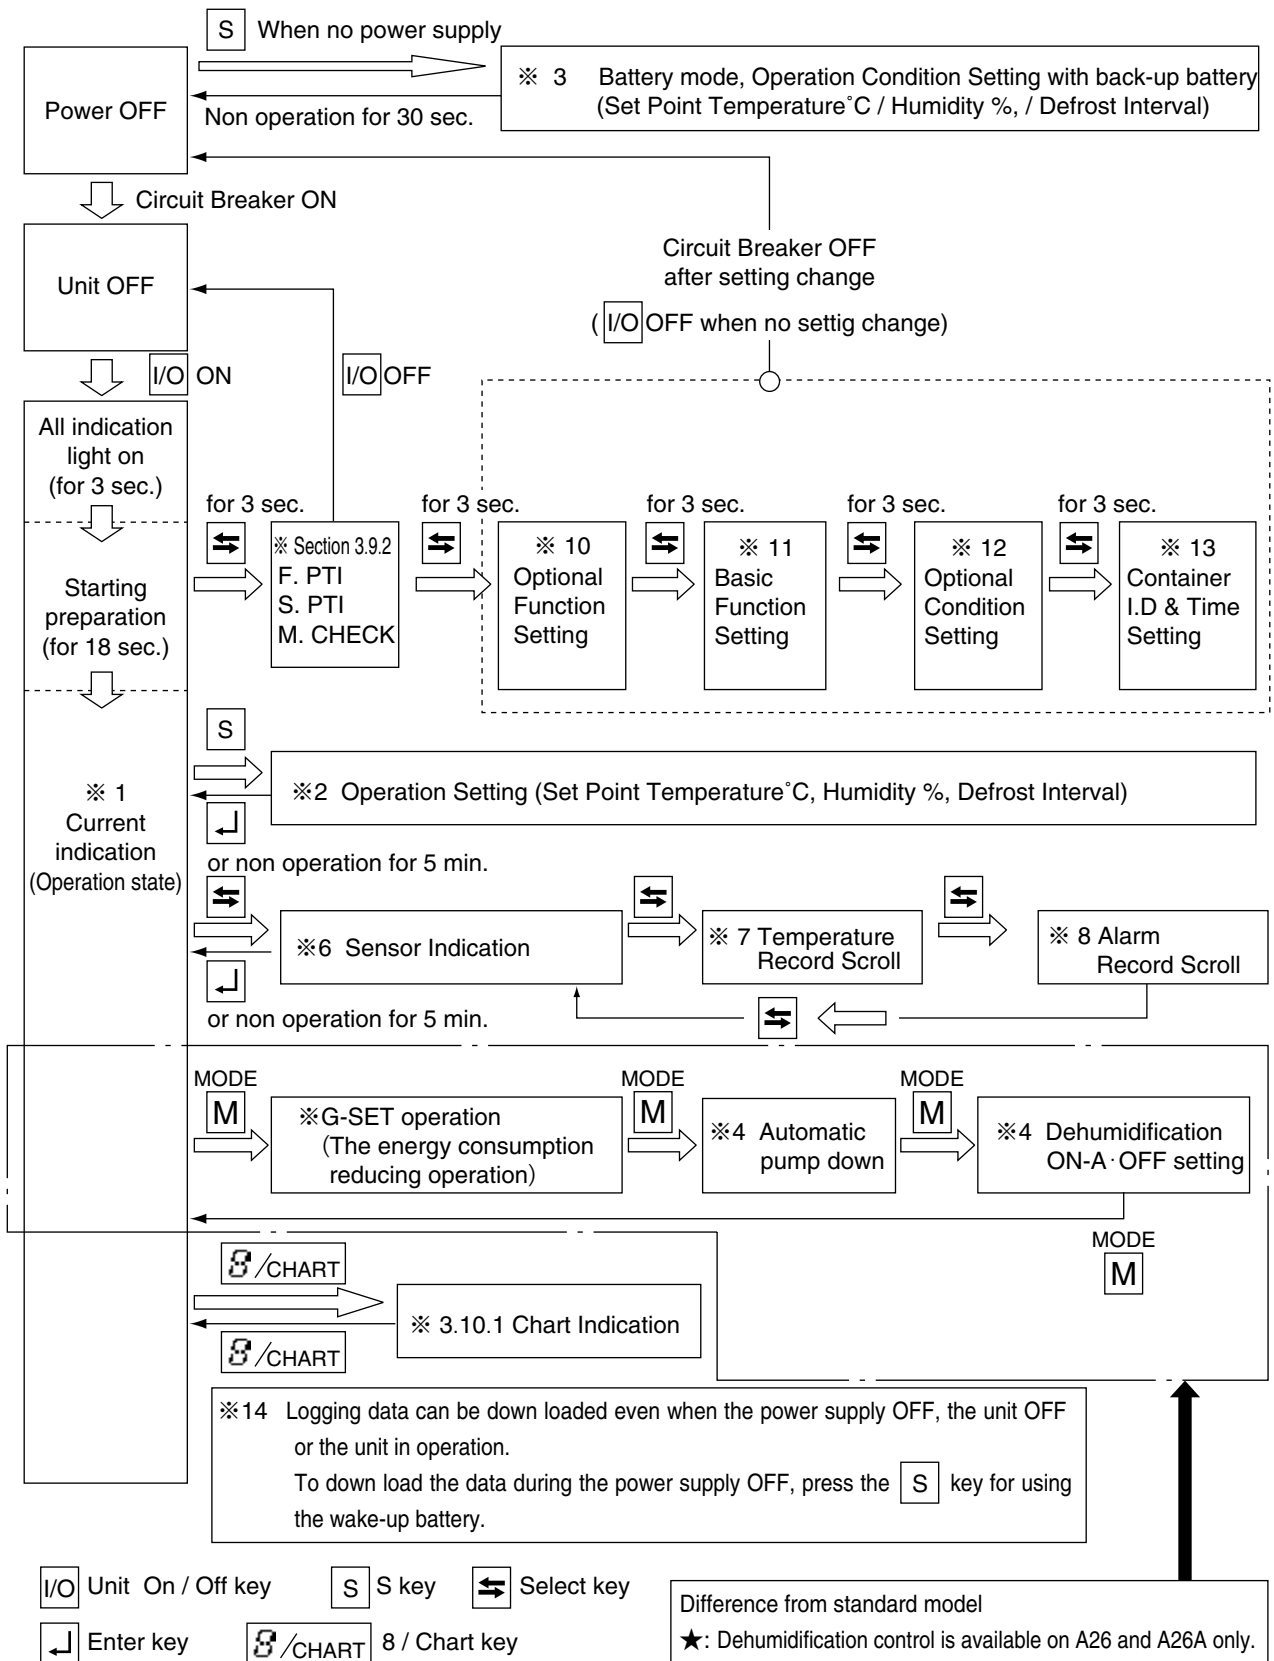 S When no power supply
Power OFF
※ 3 Battery mode, Operation Condition Setting with back-up battery
(Set Point Temperature˚C / Humidity %, / Defrost Interval)
Non operation for 30 sec.
Circuit Breaker ON
Unit OFF
Circuit Breaker OFF
after setting change
( I/O OFF when no settig change)
I/O ON
I/O OFF
All indication
light on
(for 3 sec.)
for 3 sec.
for 3 sec.
for 3 sec.
for 3 sec.
for 3 sec.
Starting
preparation
(for 18 sec.)
※ Section 3.9.2
F. PTI
S. PTI
M. CHECK
※ 10
Optional
Function
Setting
※ 11
Basic
Function
Setting
※ 12
Optional
Condition
Setting
※ 13
Container
I.D & Time
Setting
S
※ 1
Current
indication
(Operation state)
※2 Operation Setting (Set Point Temperature˚C, Humidity %, Defrost Interval)
or non operation for 5 min.
※6 Sensor Indication
※ 7 Temperature
Record Scroll
※ 8 Alarm
Record Scroll
or non operation for 5 min.
MODE
M
※G-SET operation
(The energy consumption
reducing operation)
MODE
M
※4 Automatic
pump down
MODE
M
※4 Dehumidification
ON-A·OFF setting
MODE
M
8/CHART
※ 3.10.1 Chart Indication
8/CHART
※14 Logging data can be down loaded even when the power supply OFF, the unit OFF
or the unit in operation.
To down load the data during the power supply OFF, press the S key for using
the wake-up battery.
I/O Unit On / Off key
S S key
⇆ Select key
↵ Enter key
8/CHART 8 / Chart key
Difference from standard model
★: Dehumidification control is available on A26 and A26A only.